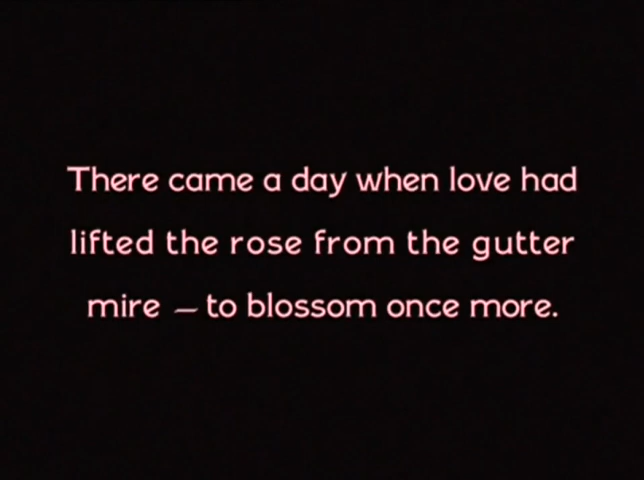 There came a day when love had
lifted the rose from the gutter
mire – to blossom once more.